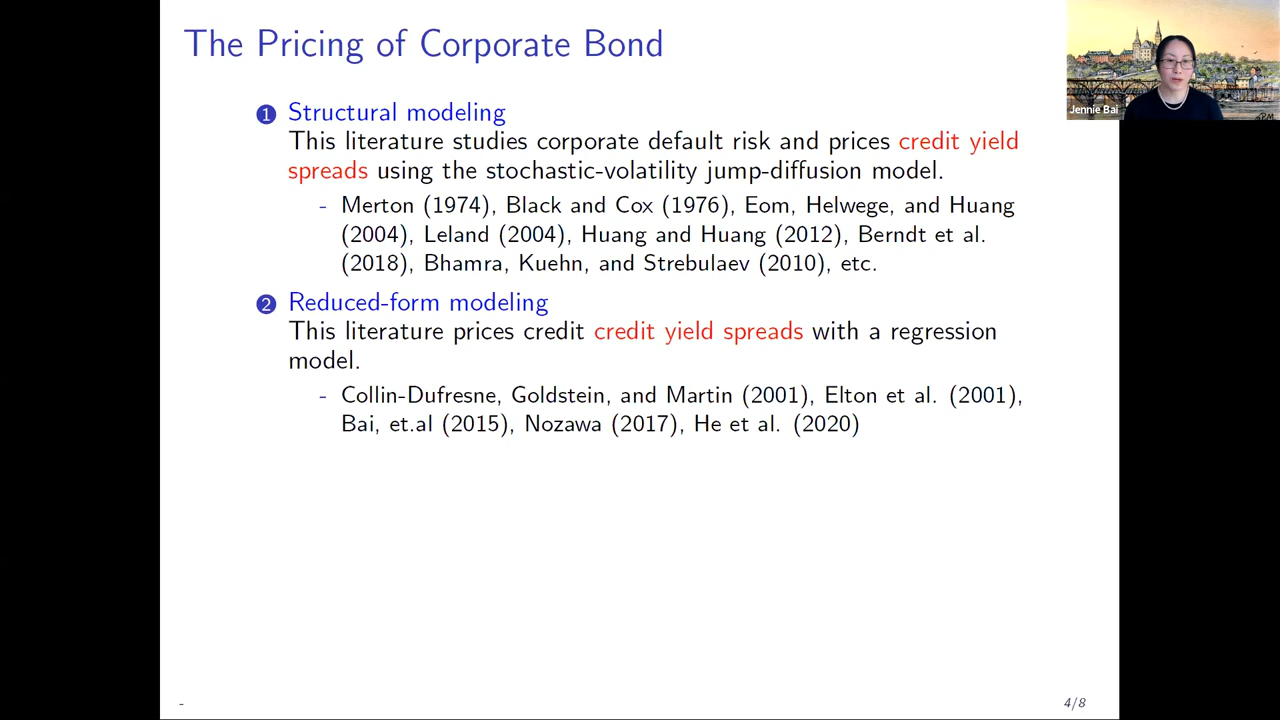 The Pricing of Corporate Bond
1 Structural modeling
This literature studies corporate default risk and prices credit yield
spreads using the stochastic-volatility jump-diffusion model.
- Merton (1974), Black and Cox (1976), Eom, Helwege, and Huang
(2004), Leland (2004), Huang and Huang (2012), Berndt et al.
(2018), Bhamra, Kuehn, and Strebulaev (2010), etc.
2 Reduced-form modeling
This literature prices credit credit yield spreads with a regression
model.
- Collin-Dufresne, Goldstein, and Martin (2001), Elton et al. (2001),
Bai, et.al (2015), Nozawa (2017), He et al. (2020)
- 4/8
Jennie Bai